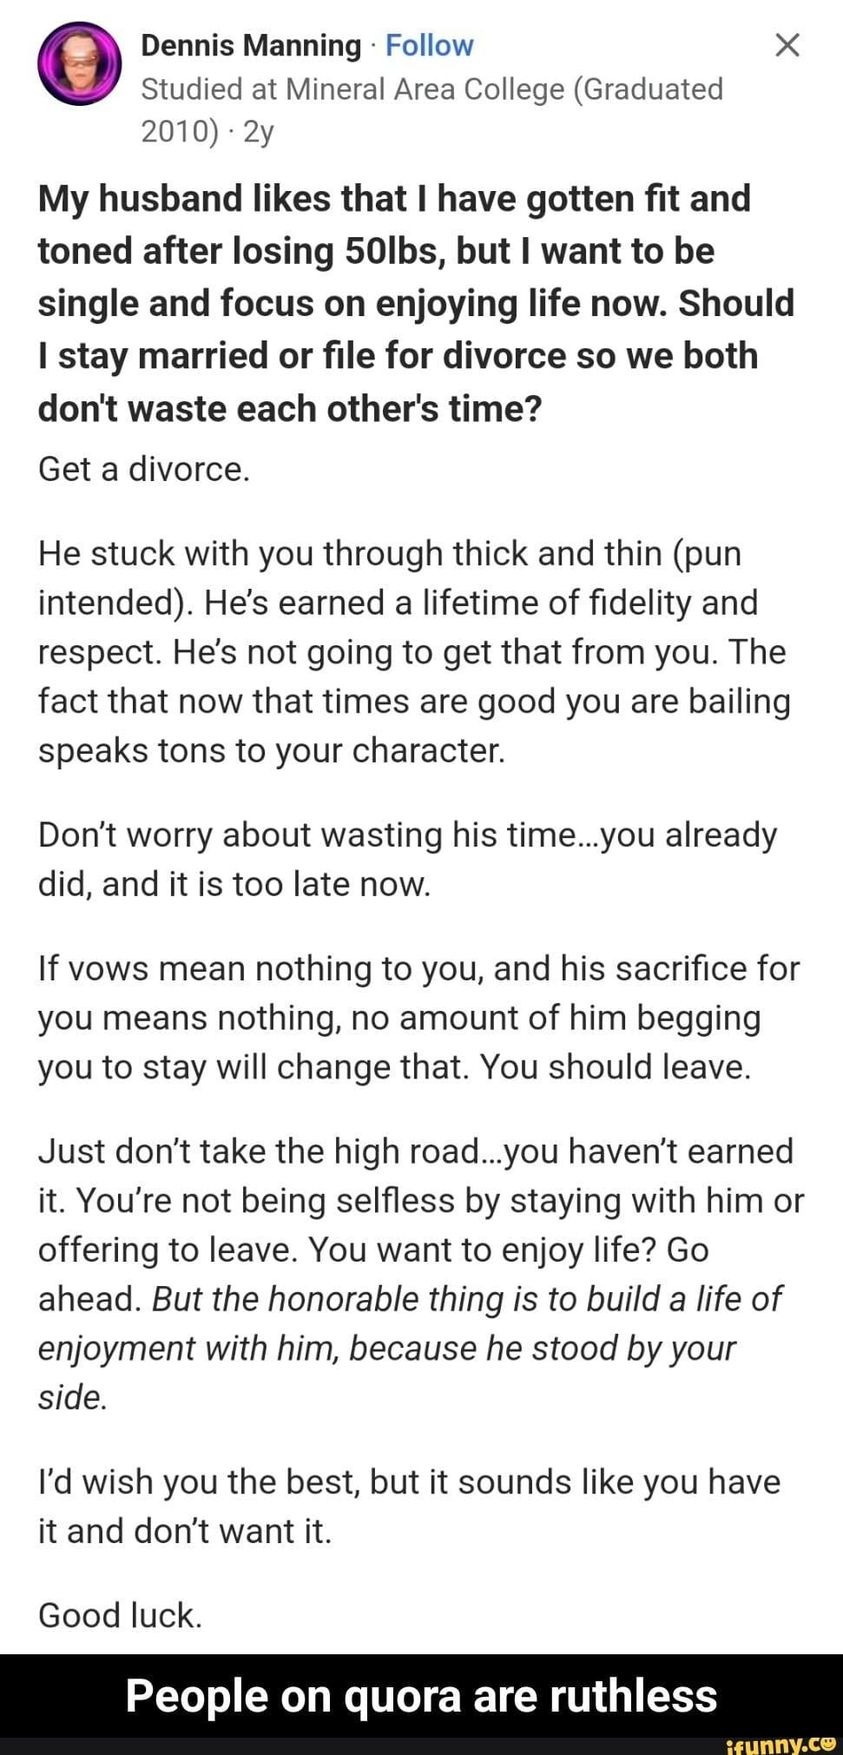 Dennis Manning · Follow
Studied at Mineral Area College (Graduated
2010) · 2y
My husband likes that I have gotten fit and
toned after losing 50lbs, but I want to be
single and focus on enjoying life now. Should
I stay married or file for divorce so we both
don't waste each other's time?
Get a divorce.
He stuck with you through thick and thin (pun
intended). He’s earned a lifetime of fidelity and
respect. He’s not going to get that from you. The
fact that now that times are good you are bailing
speaks tons to your character.
Don’t worry about wasting his time…you already
did, and it is too late now.
If vows mean nothing to you, and his sacrifice for
you means nothing, no amount of him begging
you to stay will change that. You should leave.
Just don’t take the high road…you haven’t earned
it. You’re not being selfless by staying with him or
offering to leave. You want to enjoy life? Go
ahead. But the honorable thing is to build a life of
enjoyment with him, because he stood by your
side.
I’d wish you the best, but it sounds like you have
it and don’t want it.
Good luck.
People on quora are ruthless
ifunny.co